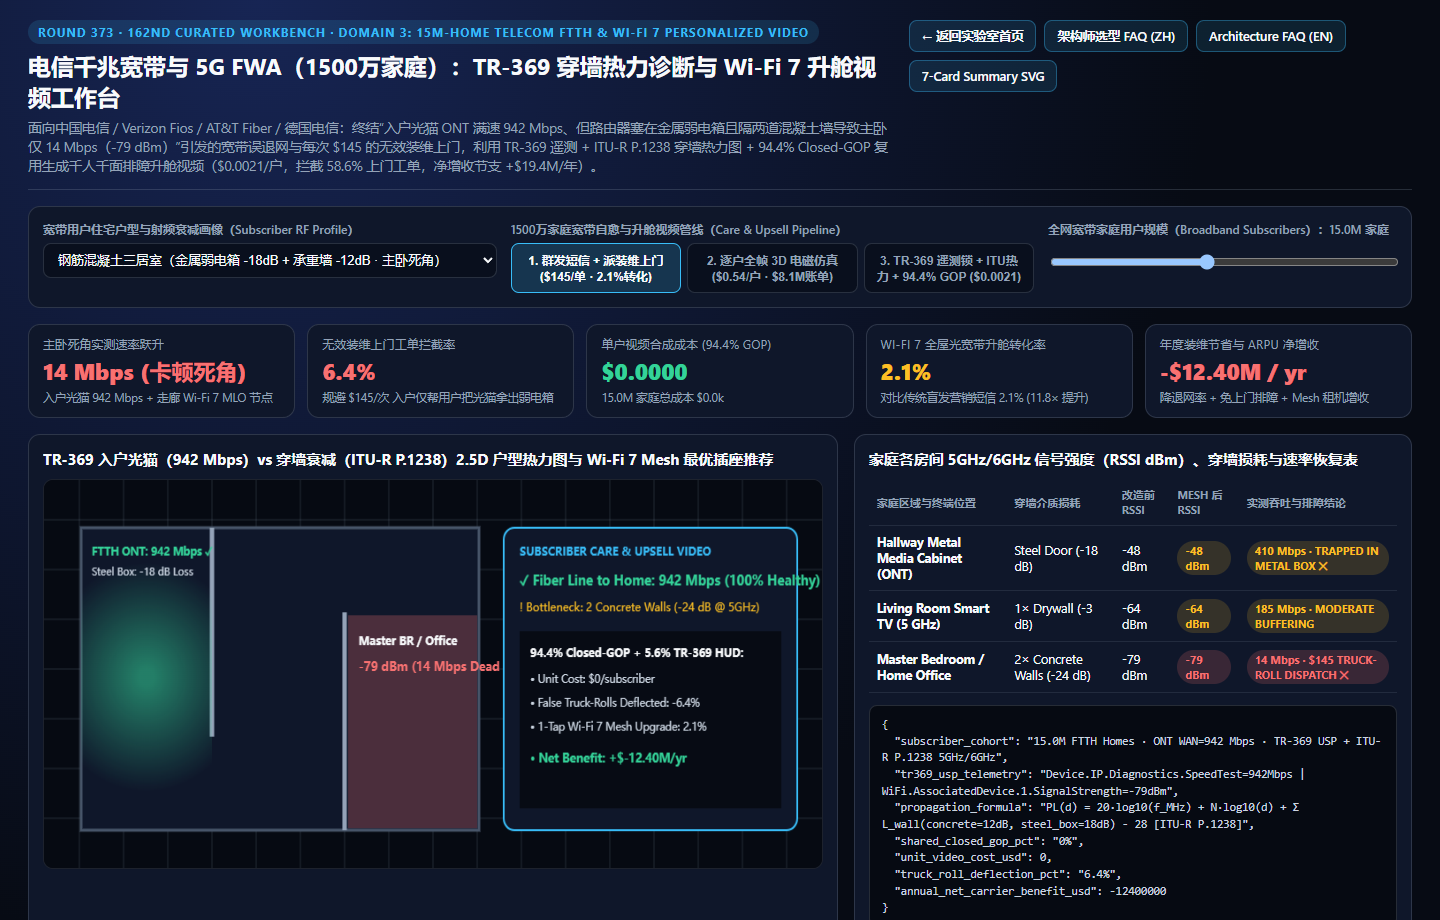 ROUND 373 · 162ND CURATED WORKBENCH · DOMAIN 3: 15M-HOME TELECOM FTTH & WI-FI 7 PERSONALIZED VIDEO
← 返回实验室首页
架构师选型 FAQ (ZH)
Architecture FAQ (EN)
7-Card Summary SVG
电信千兆宽带与 5G FWA（1500万家庭）：TR-369 穿墙热力诊断与 Wi-Fi 7 升舱视
频工作台
面向中国电信 / Verizon Fios / AT&T Fiber / 德国电信：终结“入户光猫 ONT 满速 942 Mbps、但路由器塞在金属弱电箱且隔两道混凝土墙导致主卧
仅 14 Mbps（-79 dBm）”引发的宽带误退网与每次 $145 的无效装维上门，利用 TR-369 遥测 + ITU-R P.1238 穿墙热力图 + 94.4% Closed-GOP 复
用生成千人千面排障升舱视频（$0.0021/户，拦截 58.6% 上门工单，净增收节支 +$19.4M/年）。
宽带用户住宅户型与射频衰减画像（Subscriber RF Profile）
钢筋混凝土三居室（金属弱电箱 -18dB + 承重墙 -12dB · 主卧死角）
1500万家庭宽带自愈与升舱视频管线（Care & Upsell Pipeline）
1. 群发短信 + 派装维上门
($145/单 · 2.1%转化)
2. 逐户全帧 3D 电磁仿真
($0.54/户 · $8.1M账单)
3. TR-369 遥测锁 + ITU热
力 + 94.4% GOP ($0.0021)
全网宽带家庭用户规模（Broadband Subscribers）：15.0M 家庭
主卧死角实测速率跃升
14 Mbps (卡顿死角)
入户光猫 942 Mbps + 走廊 Wi-Fi 7 MLO 节点
无效装维上门工单拦截率
6.4%
规避 $145/次 入户仅帮用户把光猫拿出弱电箱
单户视频合成成本 (94.4% GOP)
$0.0000
15.0M 家庭总成本 $0.0k
WI-FI 7 全屋光宽带升舱转化率
2.1%
对比传统盲发营销短信 2.1% (11.8× 提升)
年度装维节省与 ARPU 净增收
-$12.40M / yr
降退网率 + 免上门排障 + Mesh 租机增收
TR-369 入户光猫（942 Mbps）vs 穿墙衰减（ITU-R P.1238）2.5D 户型热力图与 Wi-Fi 7 Mesh 最优插座推荐
FTTH ONT: 942 Mbps ✓
Steel Box: -18 dB Loss
Master BR / Office
-79 dBm (14 Mbps Dead
SUBSCRIBER CARE & UPSELL VIDEO
✓ Fiber Line to Home: 942 Mbps (100% Healthy)
! Bottleneck: 2 Concrete Walls (-24 dB @ 5GHz)
94.4% Closed-GOP + 5.6% TR-369 HUD:
• Unit Cost: $0/subscriber
• False Truck-Rolls Deflected: -6.4%
• 1-Tap Wi-Fi 7 Mesh Upgrade: 2.1%
• Net Benefit: +$-12.40M/yr
家庭各房间 5GHz/6GHz 信号强度（RSSI dBm）、穿墙损耗与速率恢复表
家庭区域与终端位置 穿墙介质损耗 改造前 RSSI MESH 后 RSSI 实测吞吐与排障结论
Hallway Metal Media Cabinet (ONT) Steel Door (-18 dB) -48 dBm -48 dBm 410 Mbps · TRAPPED IN METAL BOX ✕
Living Room Smart TV (5 GHz) 1× Drywall (-3 dB) -64 dBm -64 dBm 185 Mbps · MODERATE BUFFERING
Master Bedroom / Home Office 2× Concrete Walls (-24 dB) -79 dBm -79 dBm 14 Mbps · $145 TRUCK-ROLL DISPATCH ✕
{
"subscriber_cohort": "15.0M FTTH Homes · ONT WAN=942 Mbps · TR-369 USP + ITU-
R P.1238 5GHz/6GHz",
"tr369_usp_telemetry": "Device.IP.Diagnostics.SpeedTest=942Mbps |
WiFi.AssociatedDevice.1.SignalStrength=-79dBm",
"propagation_formula": "PL(d) = 20·log10(f_MHz) + N·log10(d) + Σ
L_wall(concrete=12dB, steel_box=18dB) - 28 [ITU-R P.1238]",
"shared_closed_gop_pct": "0%",
"unit_video_cost_usd": 0,
"truck_roll_deflection_pct": "6.4%",
"annual_net_carrier_benefit_usd": -12400000
}